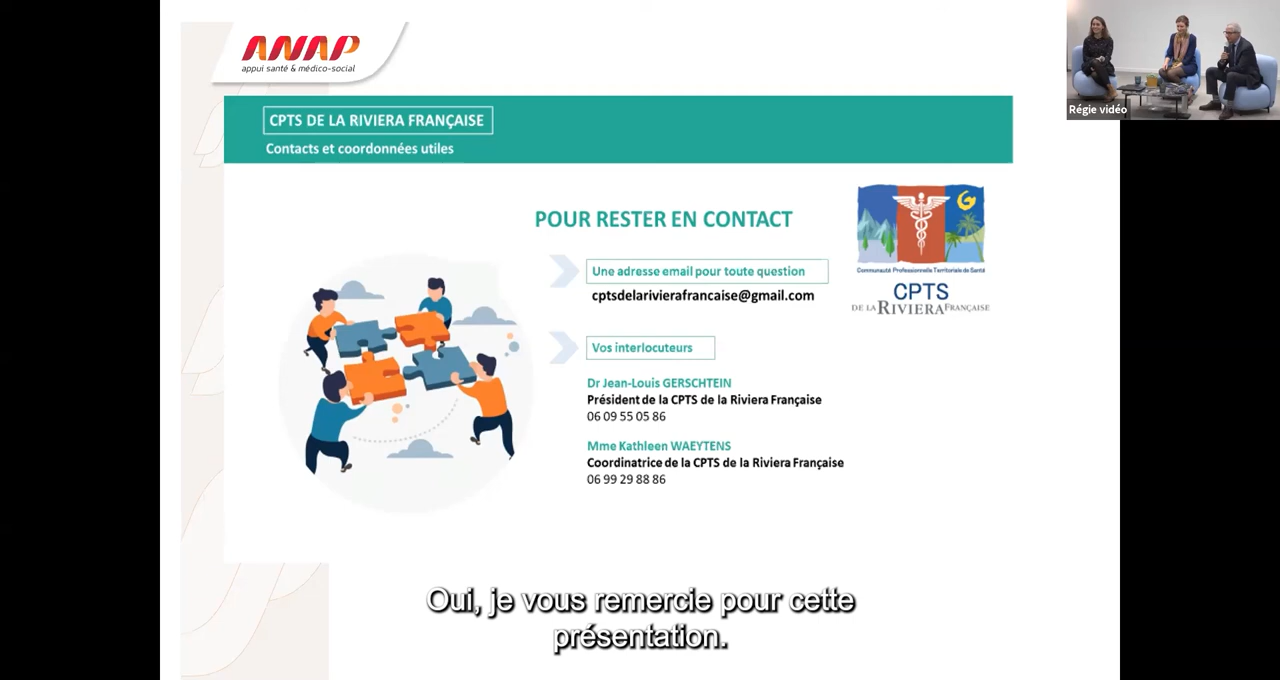 ANAP
appui santé & médico-social
Régie vidéo
CPTS DE LA RIVIERA FRANÇAISE
Contacts et coordonnées utiles
POUR RESTER EN CONTACT
Une adresse email pour toute question
cptsdelarivierafrancaise@gmail.com
Communauté Professionnelle Territoriale de Santé
CPTS
DE LA RIVIERA FRANÇAISE
Vos interlocuteurs
Dr Jean-Louis GERSCHTEIN
Président de la CPTS de la Riviera Française
06 09 55 05 86
Mme Kathleen WAEYTENS
Coordinatrice de la CPTS de la Riviera Française
06 99 29 88 86
Oui, je vous remercie pour cette
présentation.